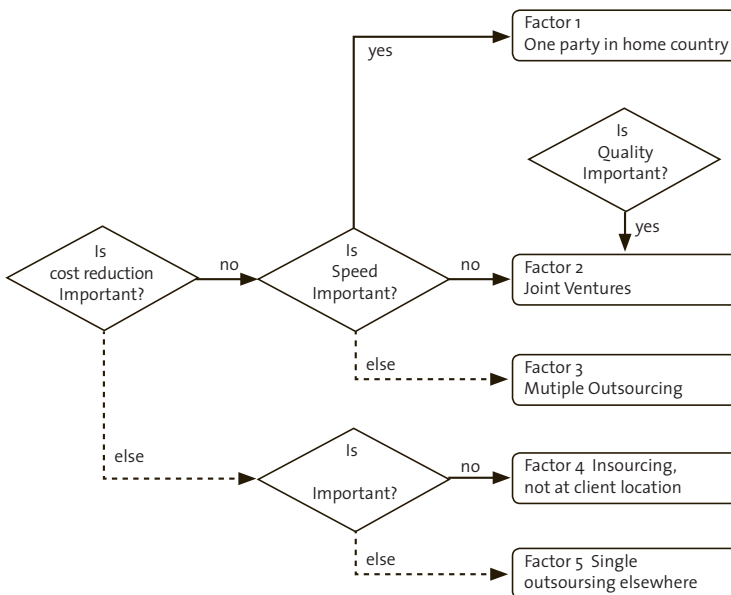 Factor 1
One party in home country
yes
Is
Quality
Important?
yes
Is
cost reduction
Important?
no
Is
Speed
Important?
no
Factor 2
Joint Ventures
else
Factor 3
Mutiple Outsourcing
else
Is
Important?
no
Factor 4 Insourcing,
not at client location
else
Factor 5 Single
outsoursing elsewhere